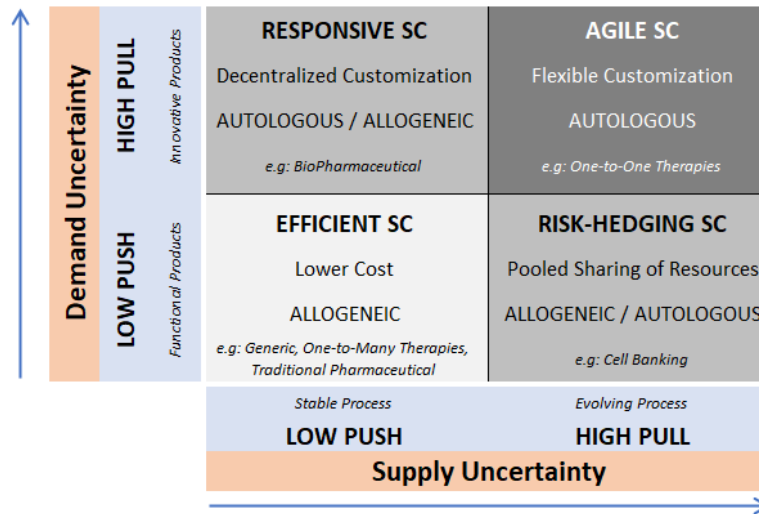 Demand Uncertainty
HIGH PULL
Innovative Products
LOW PUSH
Functional Products
RESPONSIVE SC
Decentralized Customization
AUTOLOGOUS / ALLOGENEIC
e.g: BioPharmaceutical
AGILE SC
Flexible Customization
AUTOLOGOUS
e.g: One-to-One Therapies
EFFICIENT SC
Lower Cost
ALLOGENEIC
e.g: Generic, One-to-Many Therapies,
Traditional Pharmaceutical
RISK-HEDGING SC
Pooled Sharing of Resources
ALLOGENEIC / AUTOLOGOUS
e.g: Cell Banking
Stable Process
LOW PUSH
Evolving Process
HIGH PULL
Supply Uncertainty